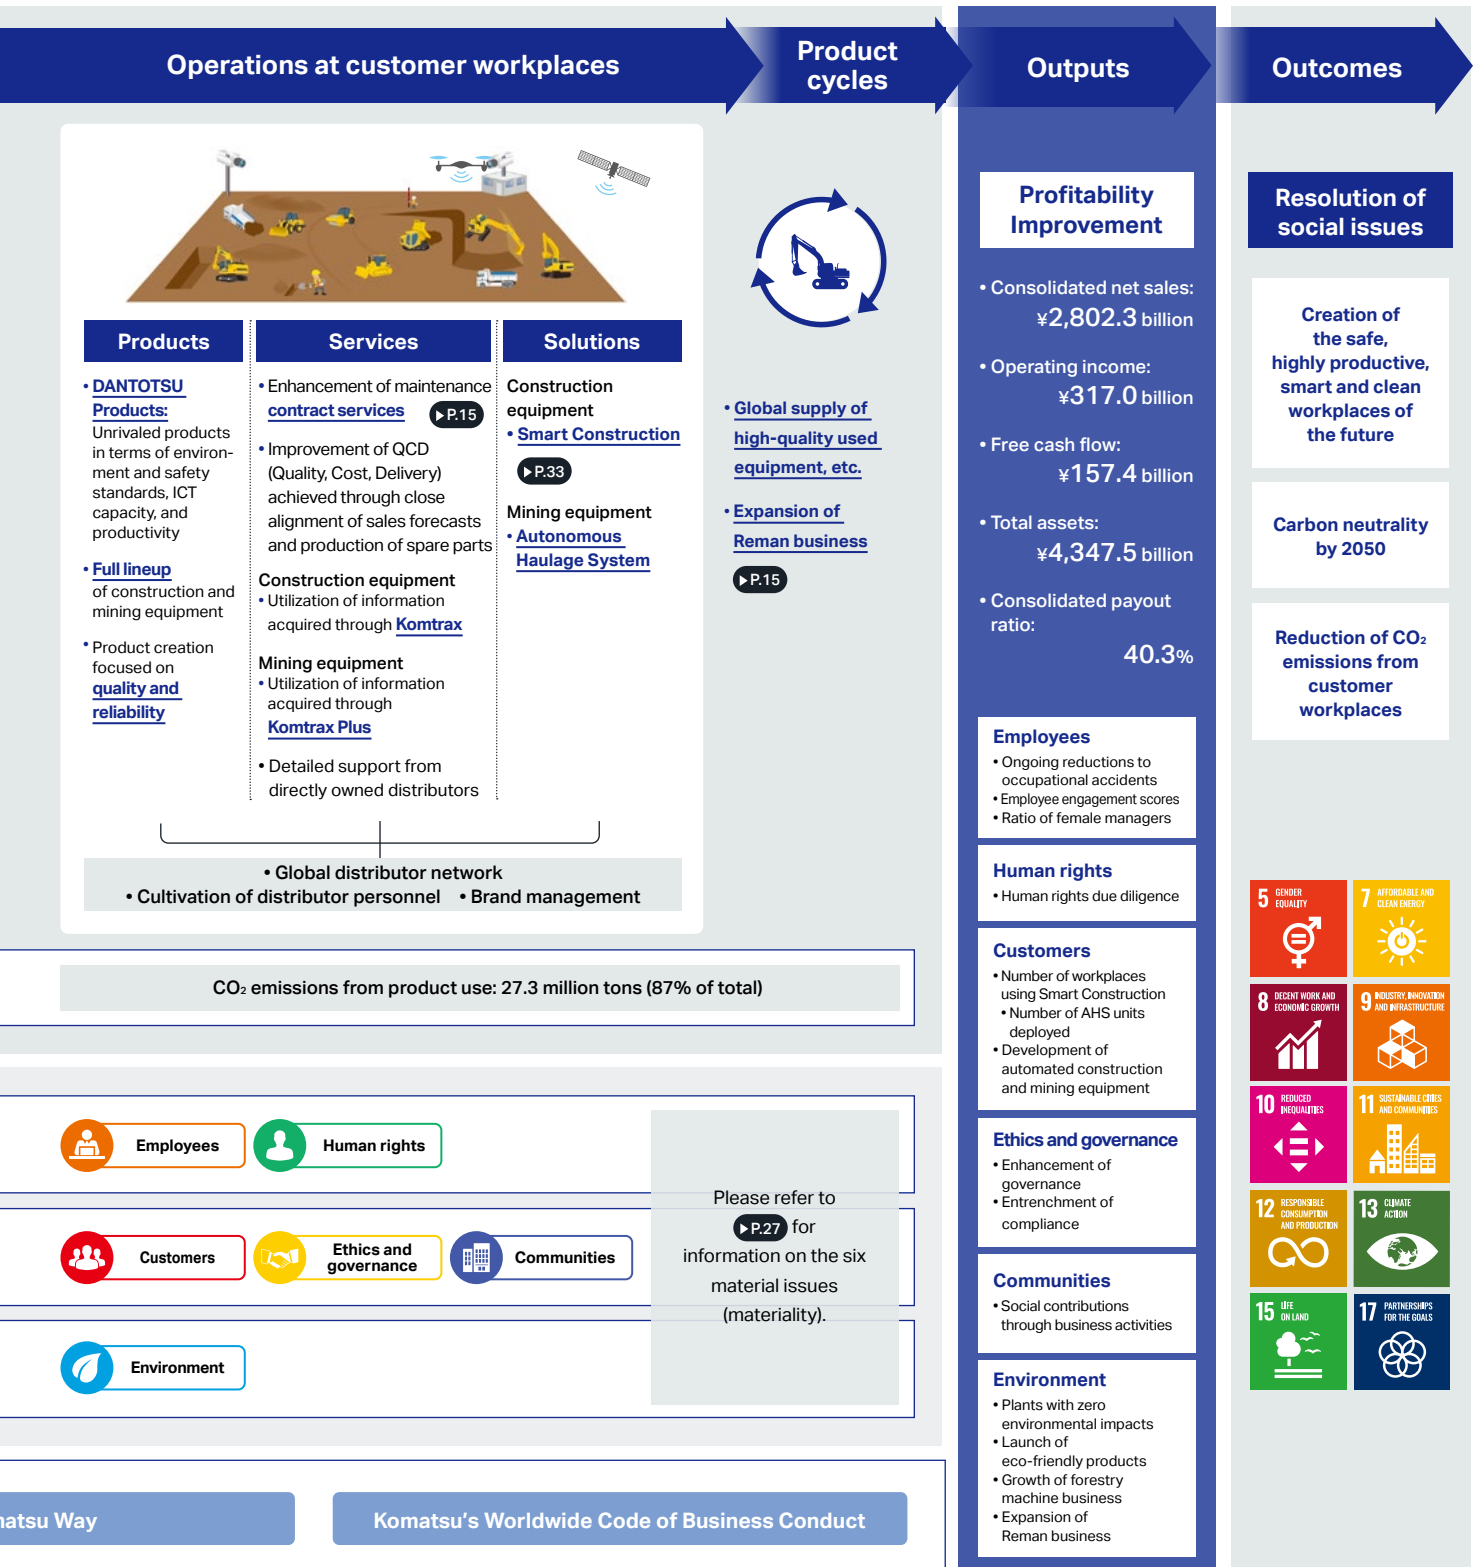 Operations at customer workplaces
Product
cycles
Outputs
Outcomes
Products
• DANTOTSU
Products:
Unrivaled products
in terms of environ-
ment and safety
standards, ICT
capacity, and
productivity
• Full lineup
of construction and
mining equipment
• Product creation
focused on
quality and
reliability
Services
• Enhancement of maintenance
contract services ▶P.15
• Improvement of QCD
(Quality, Cost, Delivery)
achieved through close
alignment of sales forecasts
and production of spare parts
Construction equipment
• Utilization of information
acquired through Komtrax
Mining equipment
• Utilization of information
acquired through
Komtrax Plus
• Detailed support from
directly owned distributors
Solutions
Construction
equipment
• Smart Construction
▶P.33
Mining equipment
• Autonomous
Haulage System
• Global distributor network
• Cultivation of distributor personnel • Brand management
• Global supply of
high-quality used
equipment, etc.
• Expansion of
Reman business
▶P.15
CO₂ emissions from product use: 27.3 million tons (87% of total)
Employees
Human rights
Customers
Ethics and
governance
Communities
Environment
Please refer to
▶P.27 for
information on the six
material issues
(materiality).
matsu Way
Komatsu's Worldwide Code of Business Conduct
Profitability
Improvement
• Consolidated net sales:
¥2,802.3 billion
• Operating income:
¥317.0 billion
• Free cash flow:
¥157.4 billion
• Total assets:
¥4,347.5 billion
• Consolidated payout
ratio:
40.3%
Employees
• Ongoing reductions to
occupational accidents
• Employee engagement scores
• Ratio of female managers
Human rights
• Human rights due diligence
Customers
• Number of workplaces
using Smart Construction
• Number of AHS units
deployed
• Development of
automated construction
and mining equipment
Ethics and governance
• Enhancement of
governance
• Entrenchment of
compliance
Communities
• Social contributions
through business activities
Environment
• Plants with zero
environmental impacts
• Launch of
eco-friendly products
• Growth of forestry
machine business
• Expansion of
Reman business
Resolution of
social issues
Creation of
the safe,
highly productive,
smart and clean
workplaces of
the future
Carbon neutrality
by 2050
Reduction of CO₂
emissions from
customer
workplaces
5 GENDER
EQUALITY
7 AFFORDABLE AND
CLEAN ENERGY
8 DECENT WORK AND
ECONOMIC GROWTH
9 INDUSTRY, INNOVATION
AND INFRASTRUCTURE
10 REDUCED
INEQUALITIES
11 SUSTAINABLE CITIES
AND COMMUNITIES
12 RESPONSIBLE
CONSUMPTION
AND PRODUCTION
13 CLIMATE
ACTION
15 LIFE
ON LAND
17 PARTNERSHIPS
FOR THE GOALS